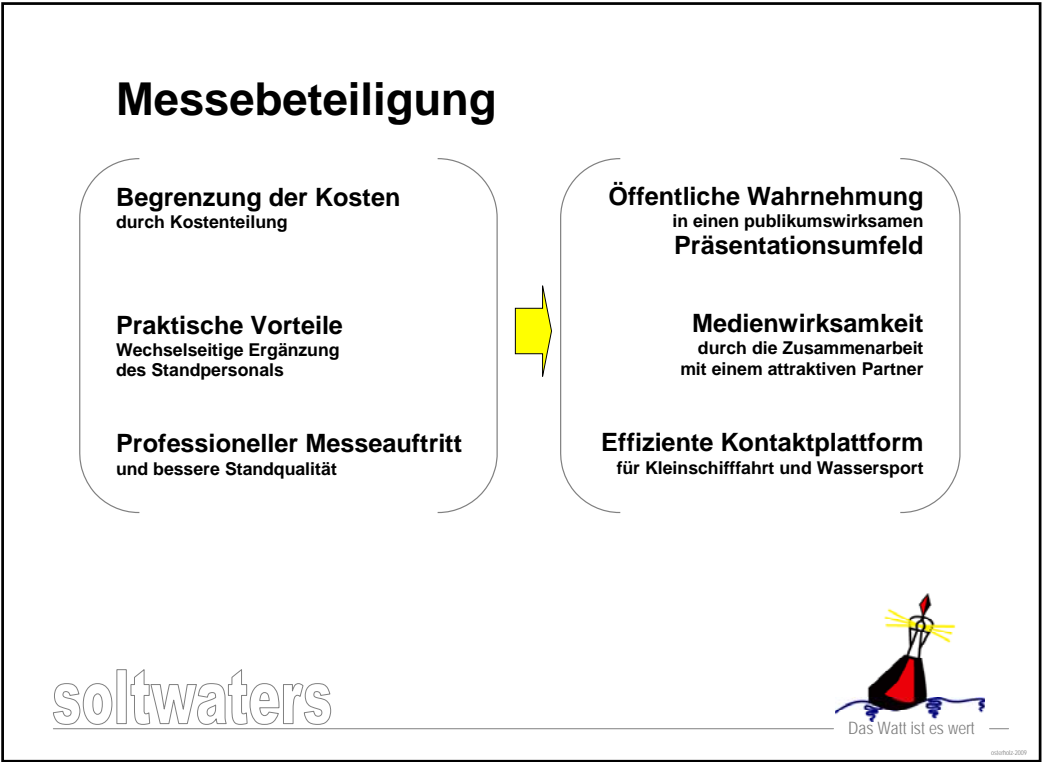 Messebeteiligung
Begrenzung der Kosten
durch Kostenteilung
Praktische Vorteile
Wechselseitige Ergänzung
des Standpersonals
Professioneller Messeauftritt
und bessere Standqualität
Öffentliche Wahrnehmung
in einen publikumswirksamen
Präsentationsumfeld
Medienwirksamkeit
durch die Zusammenarbeit
mit einem attraktiven Partner
Effiziente Kontaktplattform
für Kleinschifffahrt und Wassersport
soltwaters
Das Watt ist es wert
osterholz 2009